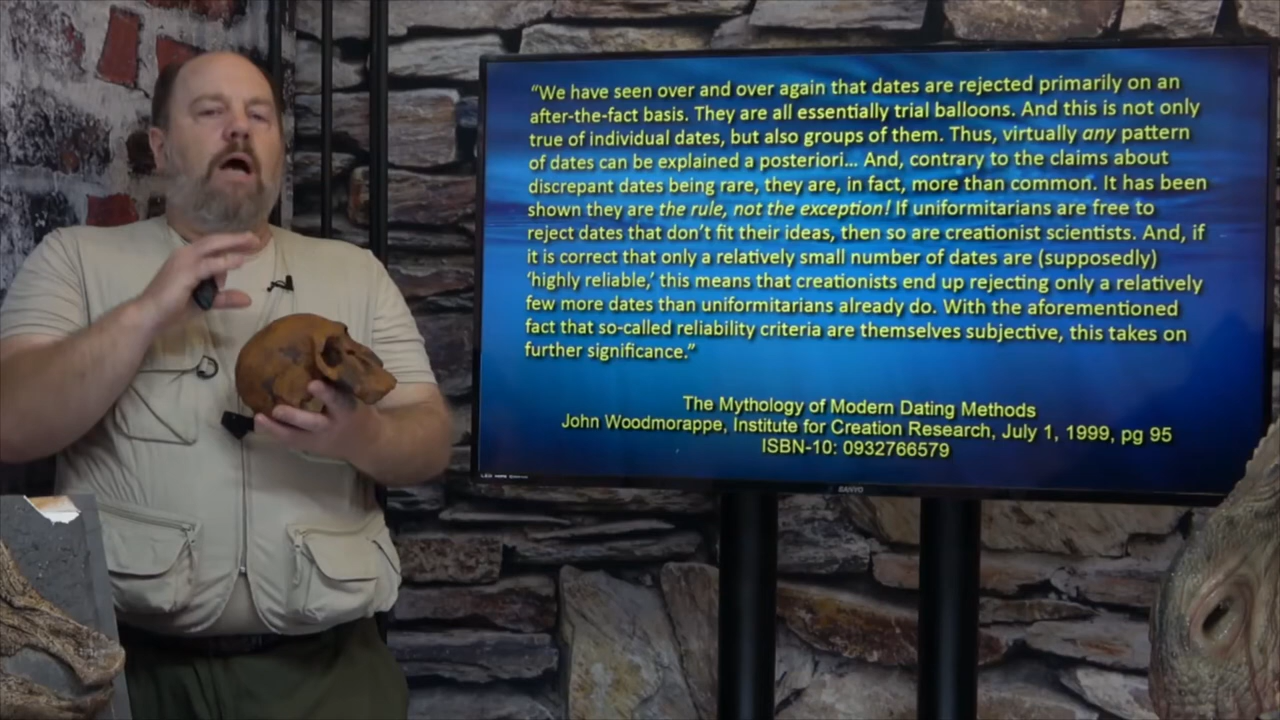 “We have seen over and over again that dates are rejected primarily on an
after-the-fact basis. They are all essentially trial balloons. And this is not only
true of individual dates, but also groups of them. Thus, virtually any pattern
of dates can be explained a posteriori... And, contrary to the claims about
discrepant dates being rare, they are, in fact, more than common. It has been
shown they are the rule, not the exception! If uniformitarians are free to
reject dates that don’t fit their ideas, then so are creationist scientists. And, if
it is correct that only a relatively small number of dates are (supposedly)
‘highly reliable,’ this means that creationists end up rejecting only a relatively
few more dates than uniformitarians already do. With the aforementioned
fact that so-called reliability criteria are themselves subjective, this takes on
further significance.”
The Mythology of Modern Dating Methods
John Woodmorappe, Institute for Creation Research, July 1, 1999, pg 95
ISBN-10: 0932766579
SANYO